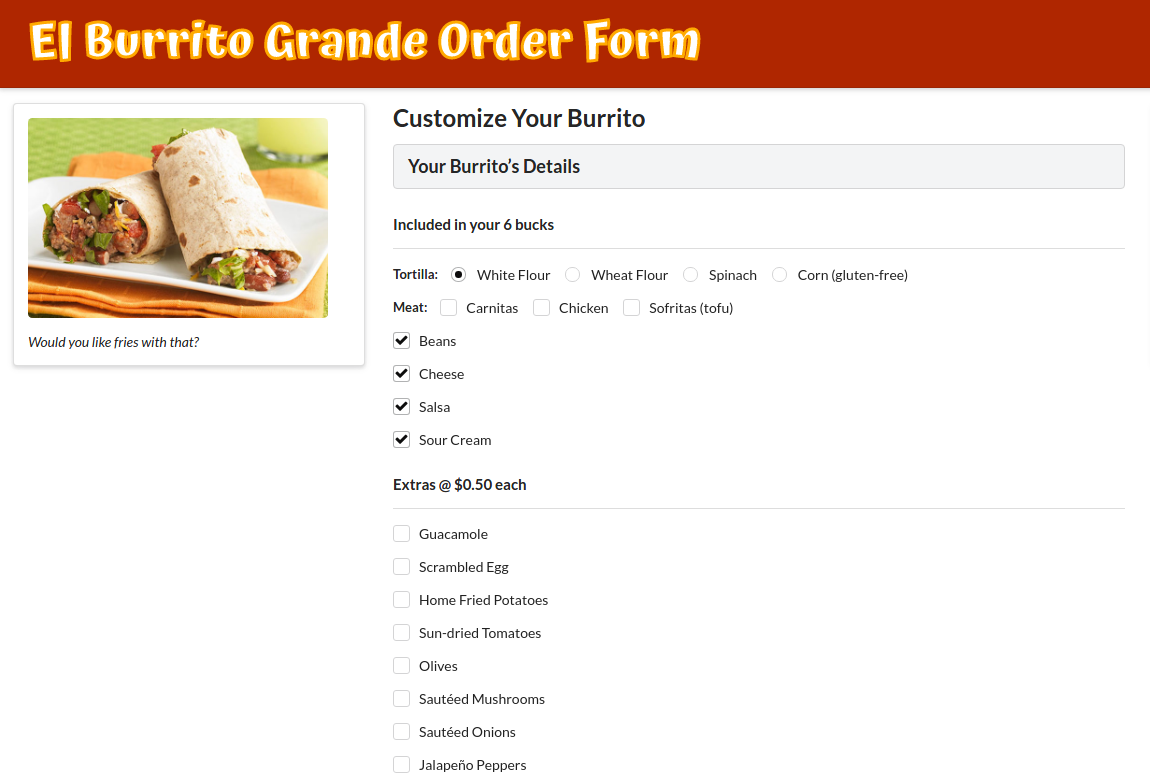 El Burrito Grande Order Form
Would you like fries with that?
Customize Your Burrito
Your Burrito’s Details
Included in your 6 bucks
Tortilla: White Flour Wheat Flour Spinach Corn (gluten-free)
Meat: Carnitas Chicken Sofritas (tofu)
Beans
Cheese
Salsa
Sour Cream
Extras @ $0.50 each
Guacamole
Scrambled Egg
Home Fried Potatoes
Sun-dried Tomatoes
Olives
Sautéed Mushrooms
Sautéed Onions
Jalapeño Peppers